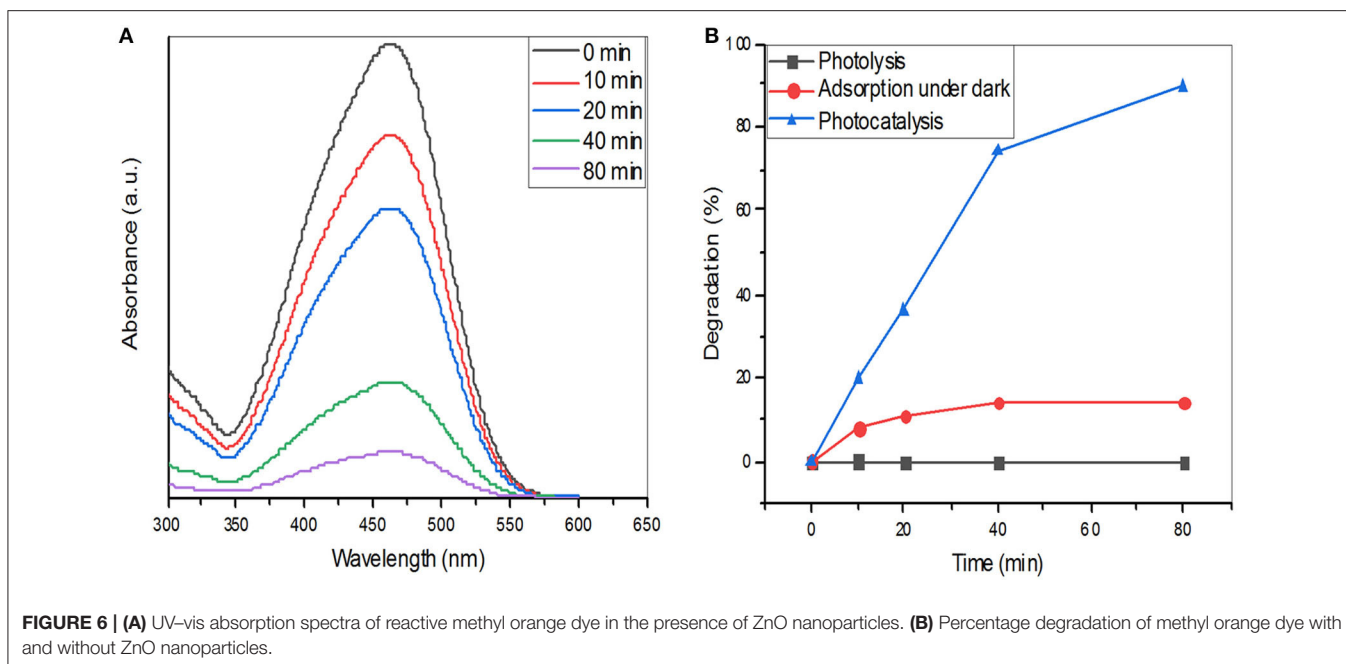 A
0 min
10 min
20 min
40 min
80 min
Absorbance (a.u.)
300 350 400 450 500 550 600 650
Wavelength (nm)
B
Photolysis
Adsorption under dark
Photocatalysis
100
80
60
40
20
0
Degradation (%)
0 20 40 60 80
Time (min)
FIGURE 6 | (A) UV–vis absorption spectra of reactive methyl orange dye in the presence of ZnO nanoparticles. (B) Percentage degradation of methyl orange dye with
and without ZnO nanoparticles.